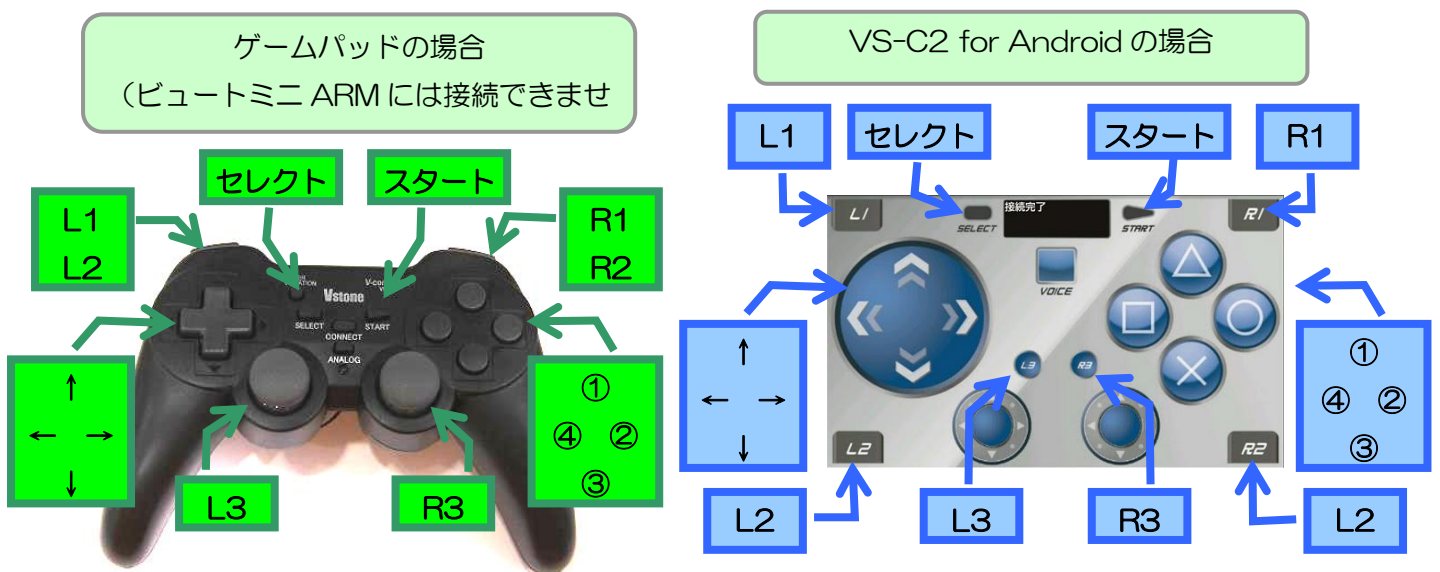 ゲームパッドの場合
（ビュートミニ ARM には接続できませ
VS-C2 for Android の場合
セレクト
スタート
L1
L2
R1
R2
Vstone
SELECT
START
CONNECT
ANALOG
↑
← →
↓
①
④ ②
③
L3
R3
L1
セレクト
スタート
R1
L1
SELECT
接続完了
START
R1
VOICE
L3
R3
L2
R2
↑
← →
↓
①
④ ②
③
L2
L3
R3
L2